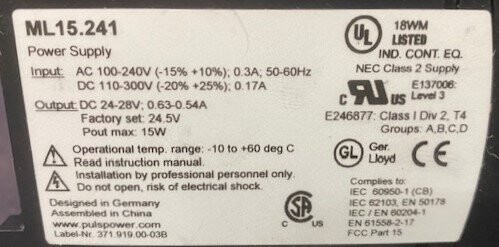 ML15.241
Power Supply
Input: AC 100-240V (-15% +10%); 0.3A; 50-60Hz
DC 110-300V (-20% +25%); 0.17A
Output: DC 24-28V; 0.63-0.54A
Factory set: 24.5V
Pout max: 15W
Operational temp. range: -10 to +60 deg C
Read instruction manual.
Installation by professional personnel only.
Do not open, risk of electrical shock.
Designed in Germany
Assembled in China
www.pulspower.com
Label-Nr. 371.919.00-03B
UL 18WM
LISTED
IND. CONT. EQ.
NEC Class 2 Supply
c RU US E137006:
Level 3
E246877: Class I Div 2, T4
Groups: A,B,C,D
GL Ger.
Lloyd CE
SA
C US
Complies to:
IEC 60950-1 (CB)
IEC 62103, EN 50178
IEC / EN 60204-1
EN 61558-2-17
FCC Part 15